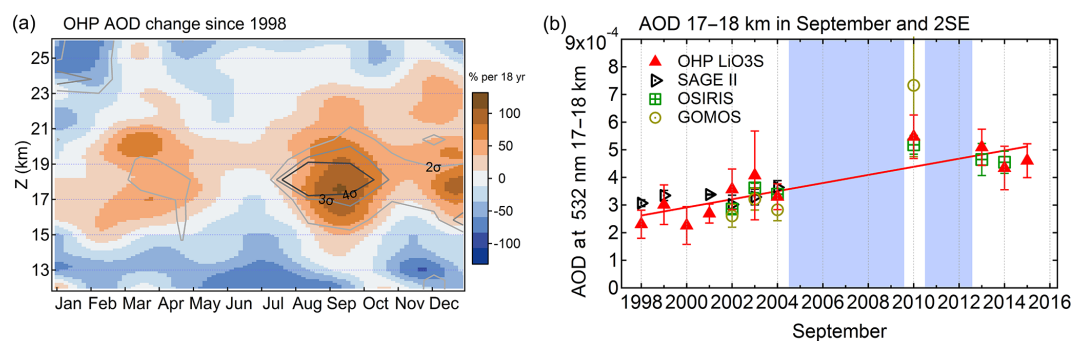 (a) OHP AOD change since 1998
25
23
21
19
17
15
13
Z (km)
2σ
3σ
4σ
Jan Feb Mar Apr May Jun Jul Aug Sep Oct Nov Dec
% per 18 yr
100
50
0
-50
-100
(b) AOD 17–18 km in September and 2SE
9x10⁻⁴
8
7
6
5
4
3
2
1
0
AOD at 532 nm 17–18 km
OHP LiO3S
SAGE II
OSIRIS
GOMOS
1998 2000 2002 2004 2006 2008 2010 2012 2014 2016
September